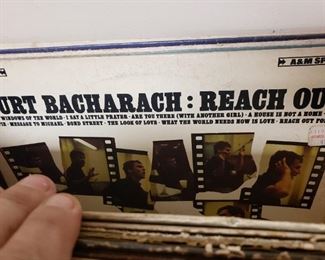 A&M SP
URT BACHARACH: REACH OU
WINDOWS OF THE WORLD · I SAY A LITTLE PRAYER · ARE YOU THERE (WITH ANOTHER GIRL) · A HOUSE IS NOT A HOME ·
· MESSAGE TO MICHAEL · BOND STREET · THE LOOK OF LOVE · WHAT THE WORLD NEEDS NOW IS LOVE · REACH OUT FO